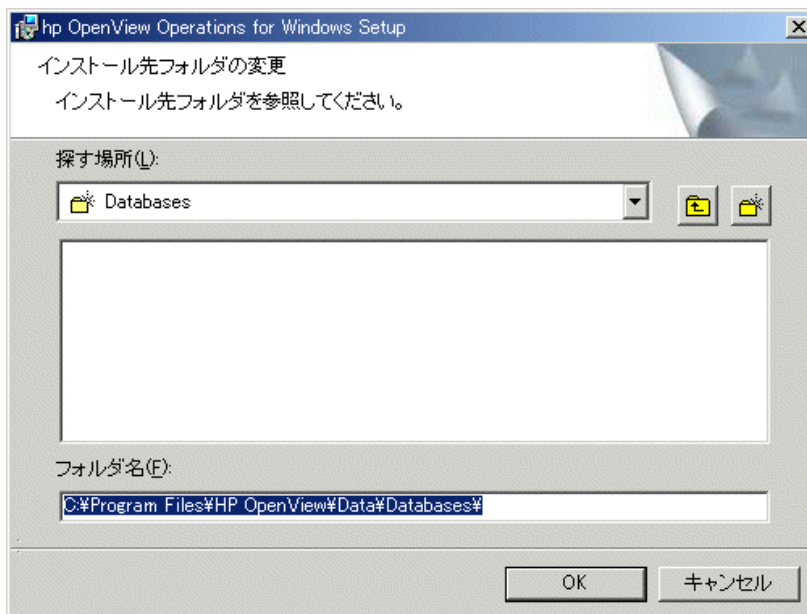 hp OpenView Operations for Windows Setup
インストール先フォルダの変更
インストール先フォルダを参照してください。
探す場所(L):
Databases
フォルダ名(F):
C:¥Program Files¥HP OpenView¥Data¥Databases¥
OK キャンセル